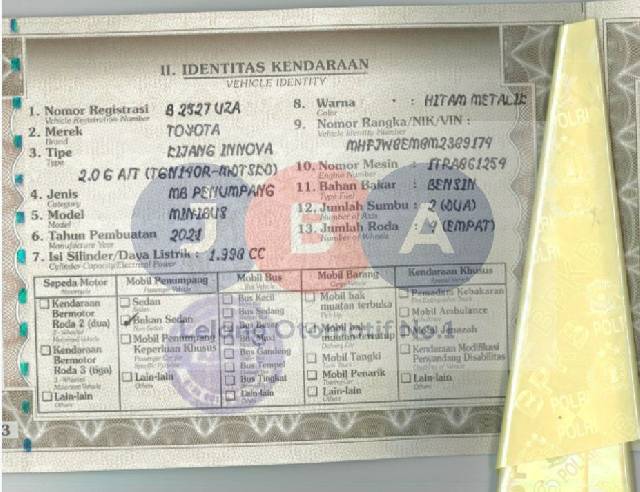 II. IDENTITAS KENDARAAN
VEHICLE IDENTITY
1. Nomor Registrasi B 2527 UZA
Vehicle Registration Number
2. Merek TOYOTA
Brand
3. Tipe KIJANG INNOVA
Type
2.0 G A/T
4. Jenis MB PENUMPANG
Category
5. Model MINIBUS
Model
6. Tahun Pembuatan 2021
Manufacture Year
7. Isi Silinder/Daya Listrik : 1.998 CC
Cylinder Capacity/Electrical Power
8. Warna : HITAM METALIK
Color
9. Nomor Rangka/NIK/VIN :
Vehicle Identity Number
10. Nomor Mesin :
Engine Number
11. Bahan Bakar : BENSIN
Type Fuel
12. Jumlah Sumbu : 2 (DUA)
Number of Axis
13. Jumlah Roda : 4 (EMPAT)
Number of Wheels
JBA
Lelang Otomotif No.1
Sepeda Motor
Kendaraan
Bermotor
Roda 2 (dua)
Kendaraan
Bermotor
Roda 3 (tiga)
Lain-lain
Others
Mobil Penumpang
Sedan
Bukan Sedan
Mobil Penumpang
Keperluan Khusus
Lain-lain
Others
Mobil Bus
Bus Kecil
Bus Sedang
Bus Besar
Bus Maxi
Bus Gandeng
Bus Tempel
Bus Tingkat
Lain-lain
Mobil Barang
Mobil bak
muatan terbuka
Mobil bak
muatan tertutup
Mobil Tangki
Mobil Penarik
Lain-lain
Others
Kendaraan Khusus
Pemadam Kebakaran
Mobil Ambulance
Mobil Jenazah
Kendaraan Modifikasi
Penyandang Disabilitas
Lain-lain
Others
3
POLRI